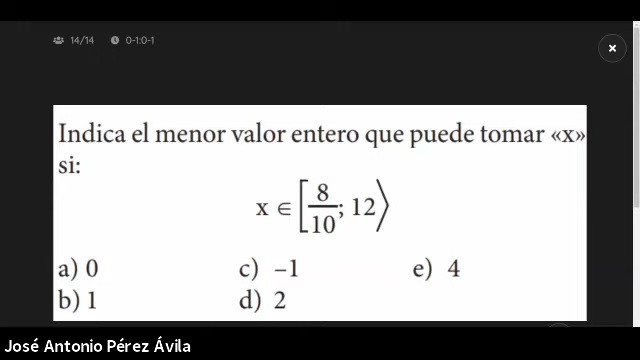 14/14 0-1:0-1
Indica el menor valor entero que puede tomar «x»
si:
x ∈ [8/10; 12⟩
a) 0 c) –1 e) 4
b) 1 d) 2
José Antonio Pérez Ávila